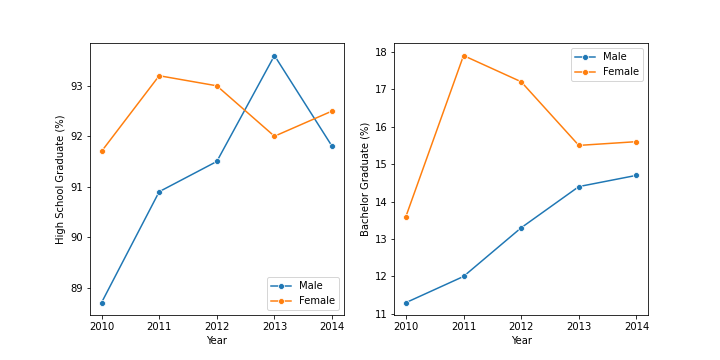 High School Graduate (%)
93
92
91
90
89
2010 2011 2012 2013 2014
Year
Male
Female
Bachelor Graduate (%)
18
17
16
15
14
13
12
11
2010 2011 2012 2013 2014
Year
Male
Female